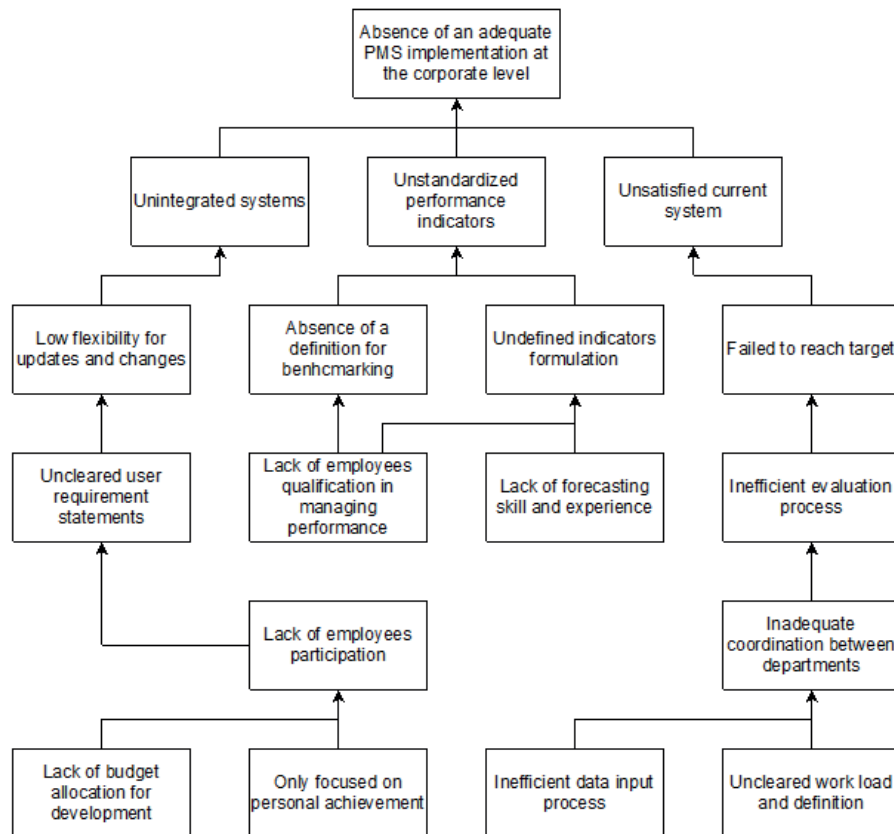 Absence of an adequate
PMS implementation at
the corporate level
Unintegrated systems
Unstandardized
performance
indicators
Unsatisfied current
system
Low flexibility for
updates and changes
Absence of a
definition for
benhcmarking
Undefined indicators
formulation
Failed to reach target
Uncleared user
requirement
statements
Lack of employees
qualification in
managing
performance
Lack of forecasting
skill and experience
Inefficient evaluation
process
Lack of employees
participation
Inadequate
coordination between
departments
Lack of budget
allocation for
development
Only focused on
personal achievement
Inefficient data input
process
Uncleared work load
and definition